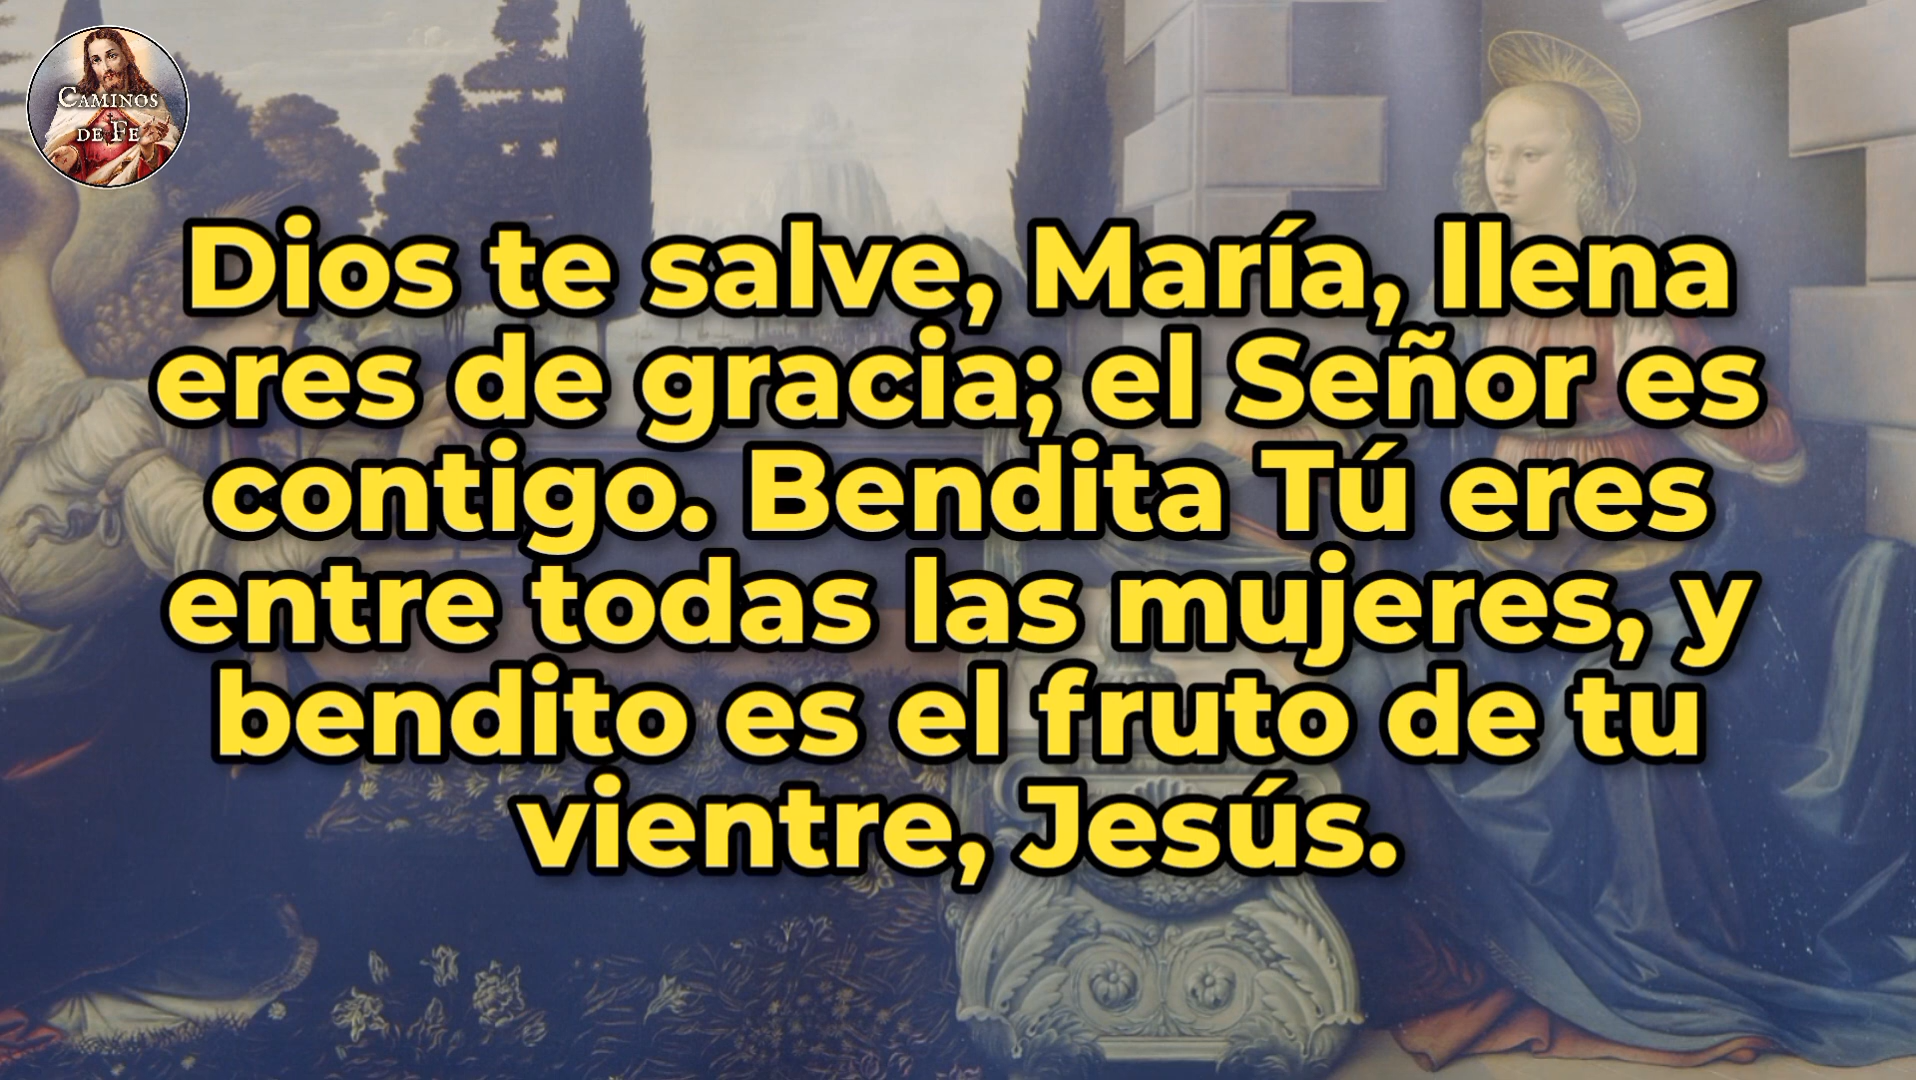 CAMINOS
DE FE
Dios te salve, María, llena
eres de gracia; el Señor es
contigo. Bendita Tú eres
entre todas las mujeres, y
bendito es el fruto de tu
vientre, Jesús.